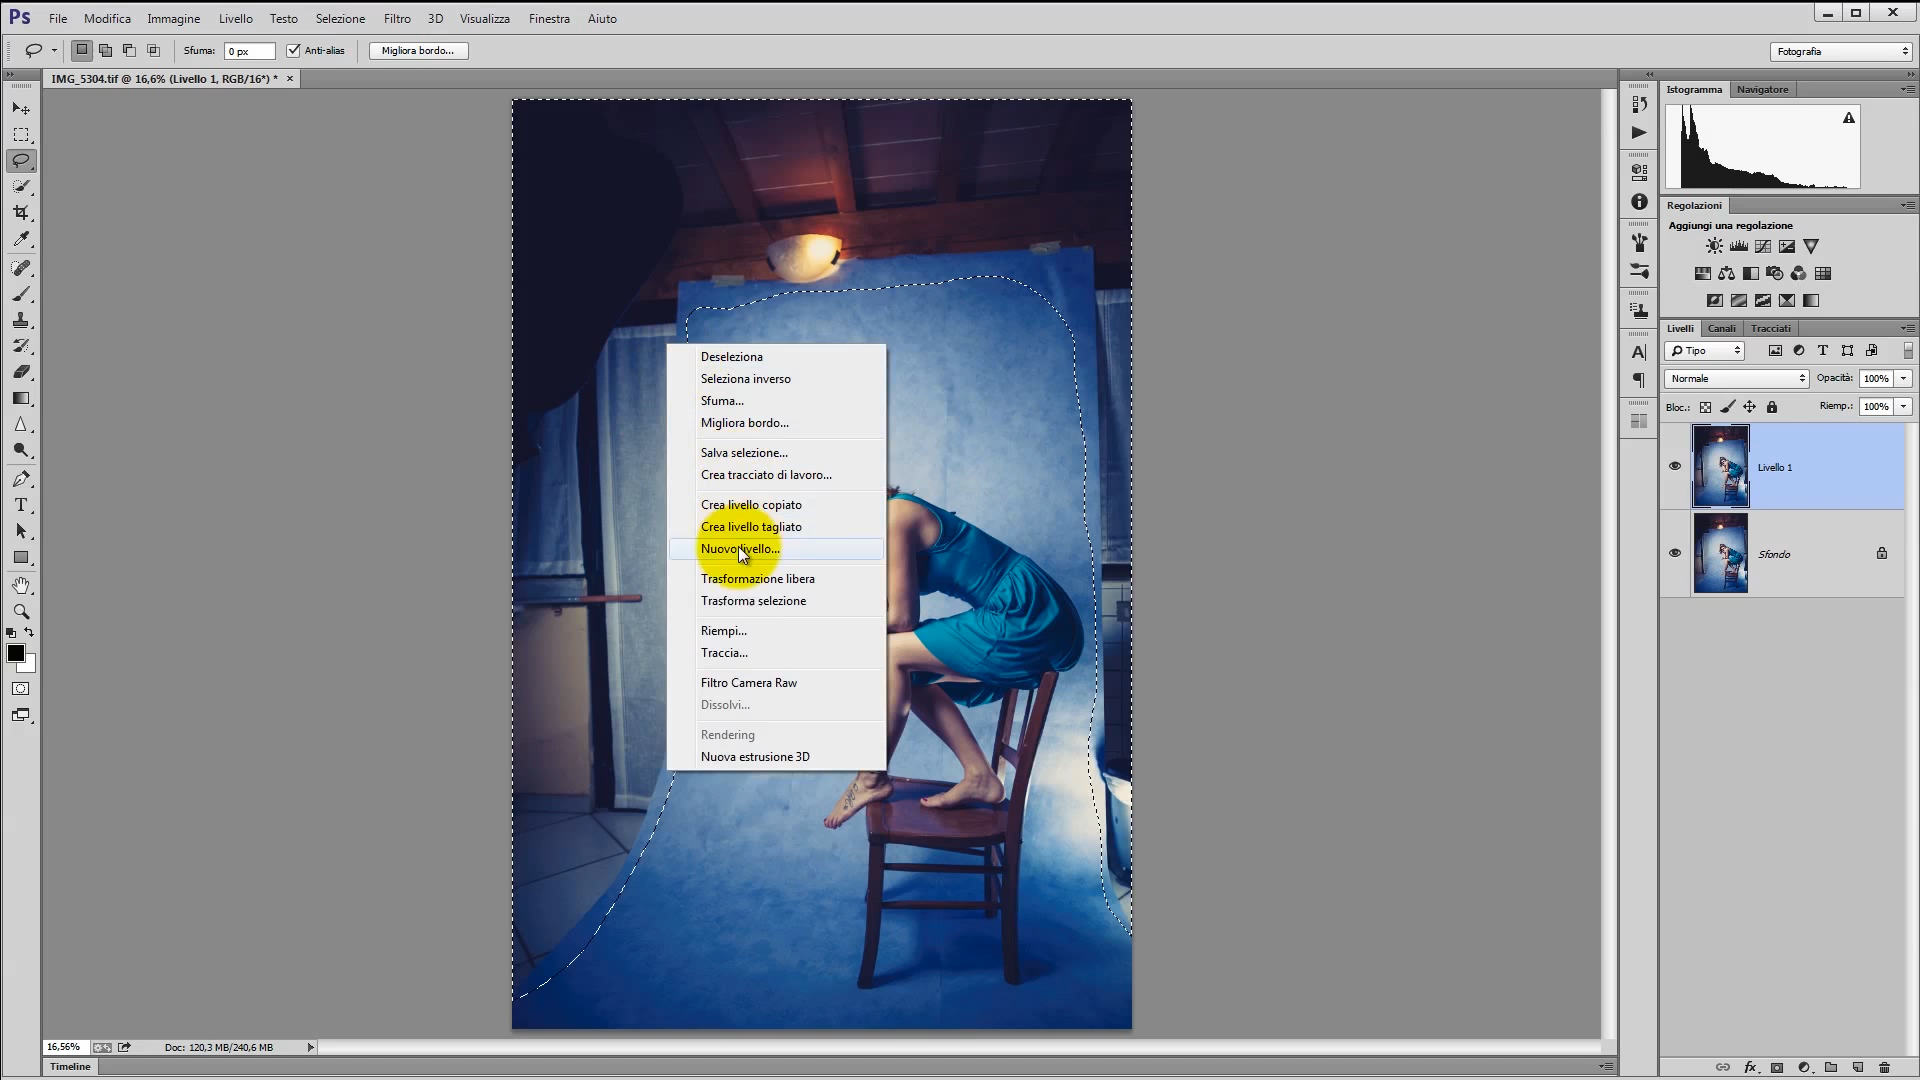 Ps File Modifica Immagine Livello Testo Selezione Filtro 3D Visualizza Finestra Aiuto
Sfuma: 0 px Anti-alias Migliora bordo... Fotografia
IMG_5304.tif @ 16,6% (Livello 1, RGB/16*) * ×
Istogramma Navigatore
Regolazioni
Aggiungi una regolazione
Livelli Canali Tracciati
Tipo
Normale Opacità: 100%
Bloc.: Riemp.: 100%
Livello 1
Sfondo
Deseleziona
Seleziona inverso
Sfuma...
Migliora bordo...
Salva selezione...
Crea tracciato di lavoro...
Crea livello copiato
Crea livello tagliato
Nuovo livello...
Trasformazione libera
Trasforma selezione
Riempi...
Traccia...
Filtro Camera Raw
Dissolvi...
Rendering
Nuova estrusione 3D
16,56% Doc: 120,3 MB/240,6 MB
Timeline